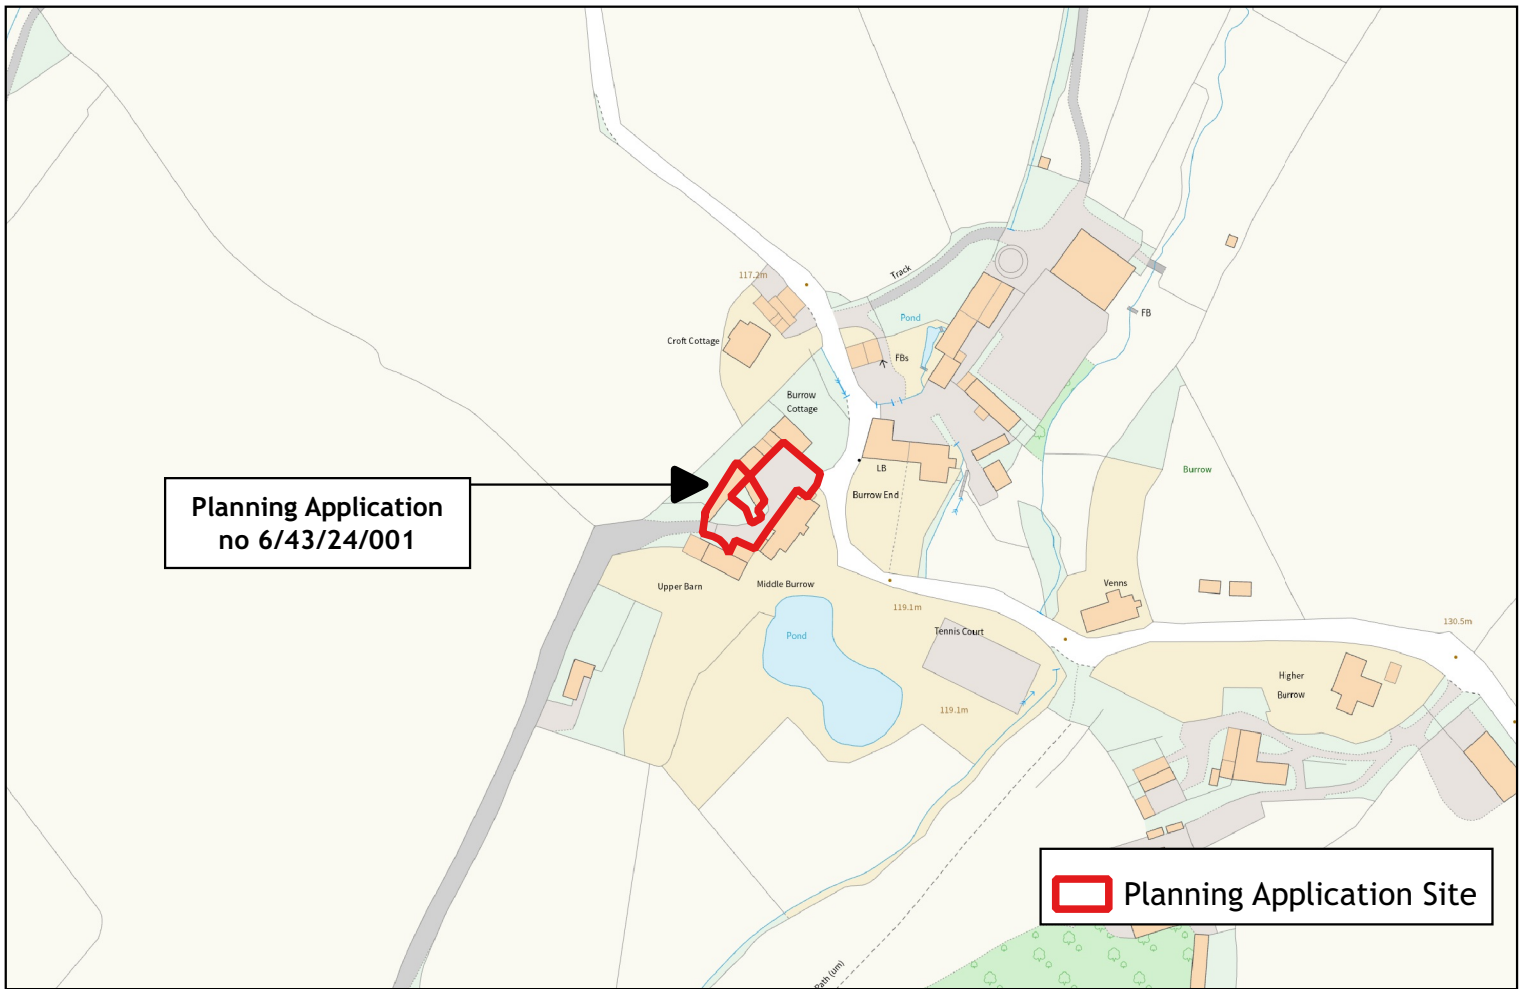 117.2m
Track
Pond
FB
Croft Cottage
FBs
Burrow
Cottage
LB
Burrow
Planning Application
no 6/43/24/001
Burrow End
Upper Barn
Middle Burrow
Venns
119.1m
130.5m
Pond
Tennis Court
Higher
Burrow
119.1m
Planning Application Site
Path (um)